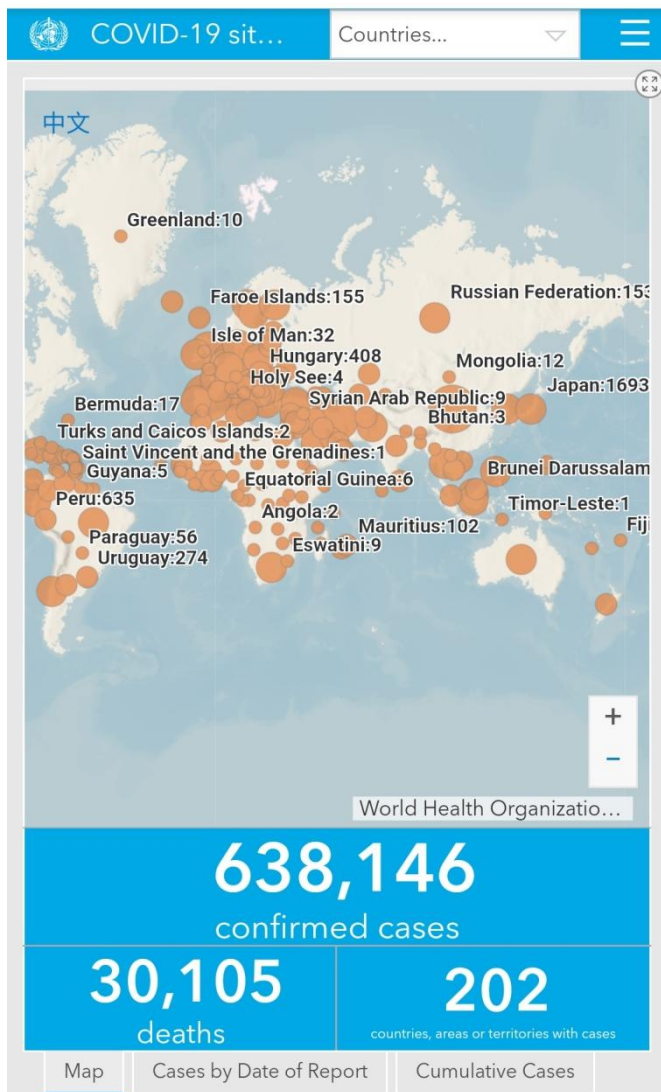 COVID-19 sit...
Countries...
中文
Greenland:10
Faroe Islands:155
Russian Federation:153
Isle of Man:32
Hungary:408
Mongolia:12
Holy See:4
Japan:1693
Syrian Arab Republic:9
Bermuda:17
Bhutan:3
Turks and Caicos Islands:2
Saint Vincent and the Grenadines:1
Guyana:5
Equatorial Guinea:6
Brunei Darussalam
Peru:635
Angola:2
Timor-Leste:1
Mauritius:102
Fiji
Paraguay:56
Eswatini:9
Uruguay:274
+
−
World Health Organizatio...
638,146
confirmed cases
30,105
deaths
202
countries, areas or territories with cases
Map
Cases by Date of Report
Cumulative Cases